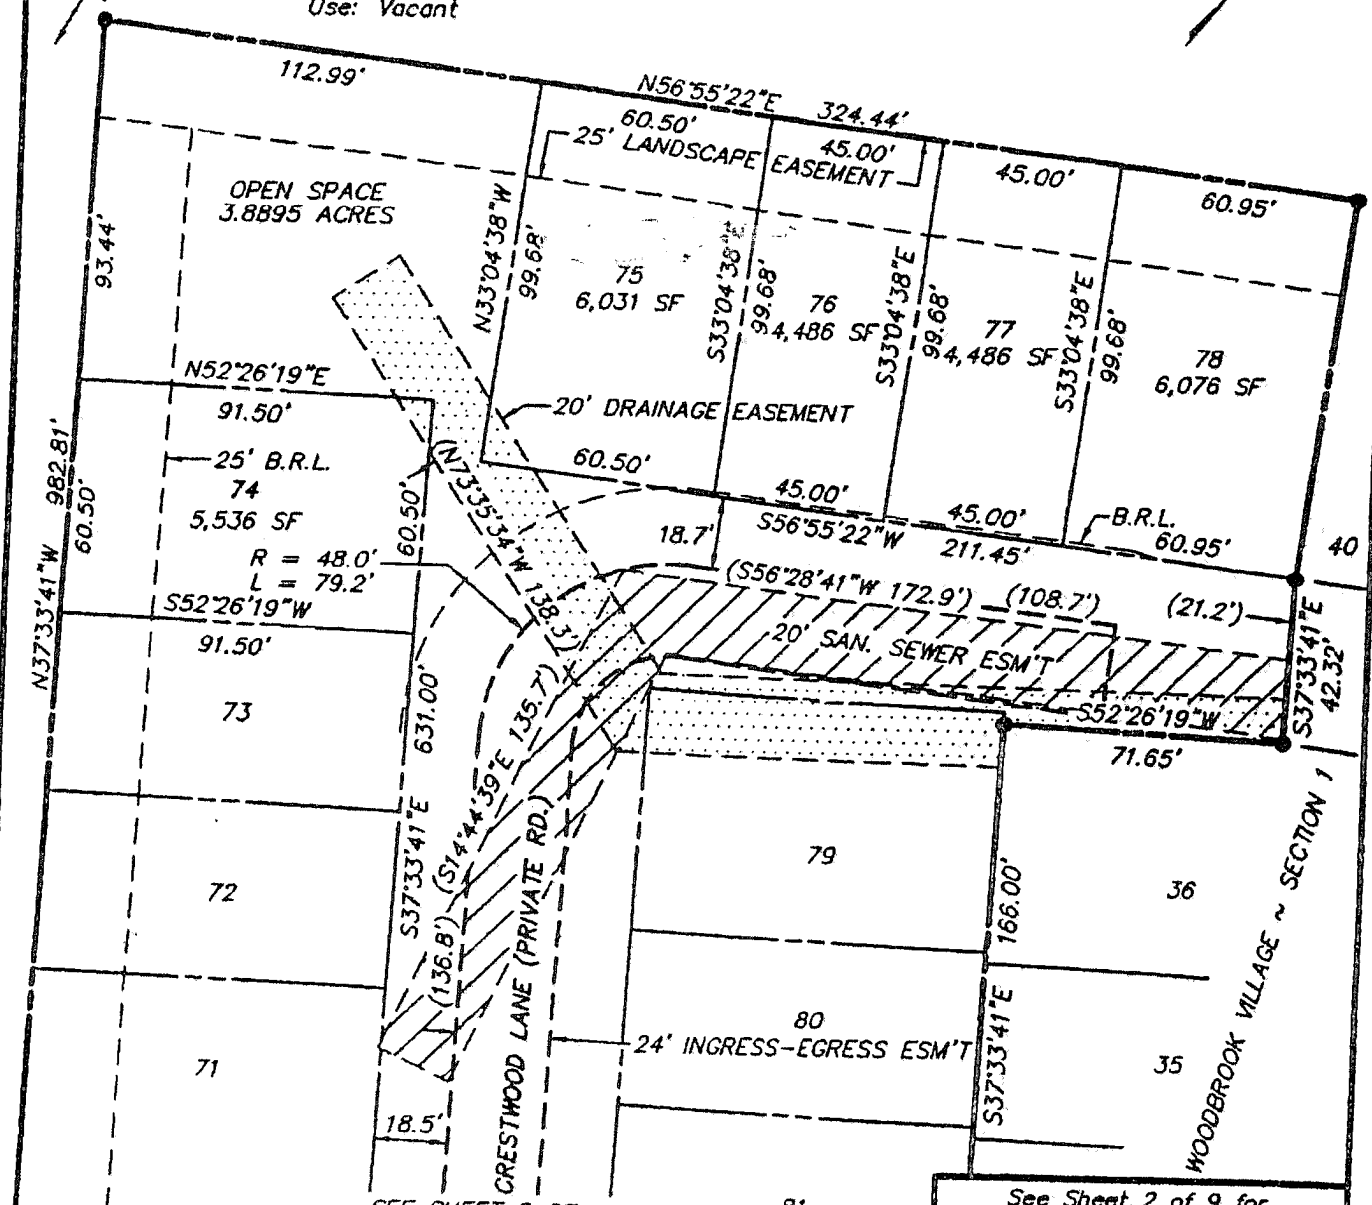 Use: Vacant
112.99'
N56°55'22"E
324.44'
60.50'
45.00'
45.00'
60.95'
25' LANDSCAPE EASEMENT
OPEN SPACE
3.8895 ACRES
93.44'
N33°04'38"W
99.68'
75
6,031 SF
S33°04'38"E
99.68'
76
4,486 SF
S33°04'38"E
99.68'
77
4,486 SF
S33°04'38"E
99.68'
78
6,076 SF
N52°26'19"E
91.50'
20' DRAINAGE EASEMENT
N37°33'41"W 982.81'
60.50'
25' B.R.L.
74
5,536 SF
60.50'
(N73°35'34"W 138.3')
60.50'
45.00'
45.00'
B.R.L.
60.95'
S56°55'22"W
211.45'
18.7'
40
R = 48.0'
L = 79.2'
S52°26'19"W
91.50'
(S56°28'41"W 172.9')
(108.7')
(21.2')
20' SAN. SEWER ESM'T
S37°33'41"E
42.32'
S52°26'19"W
71.65'
73
631.00'
S37°33'41"E
(S14°44'39"E 135.7')
(136.8')
CRESTWOOD LANE (PRIVATE RD.)
79
166.00'
S37°33'41"E
36
WOODBROOK VILLAGE ~ SECTION 1
72
80
24' INGRESS-EGRESS ESM'T
35
71
18.5'
See Sheet 2 of 9 for